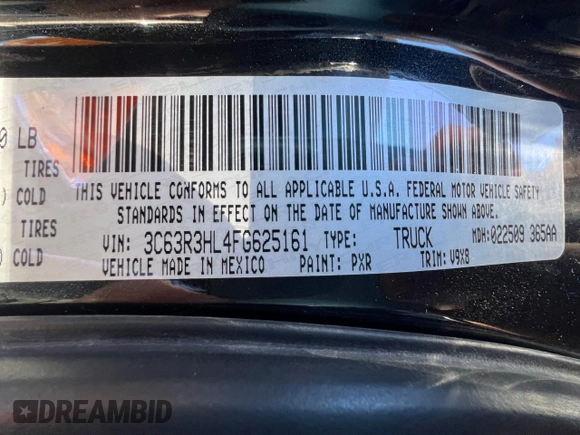 0 LB
TIRES
) COLD
TIRES
) COLD
THIS VEHICLE CONFORMS TO ALL APPLICABLE U.S.A. FEDERAL MOTOR VEHICLE SAFETY
STANDARDS IN EFFECT ON THE DATE OF MANUFACTURE SHOWN ABOVE.
VIN: 3C63R3HL4FG625161 TYPE: TRUCK MDH:022509 365AA
VEHICLE MADE IN MEXICO PAINT: PXR TRIM: V9X8
DREAMBID